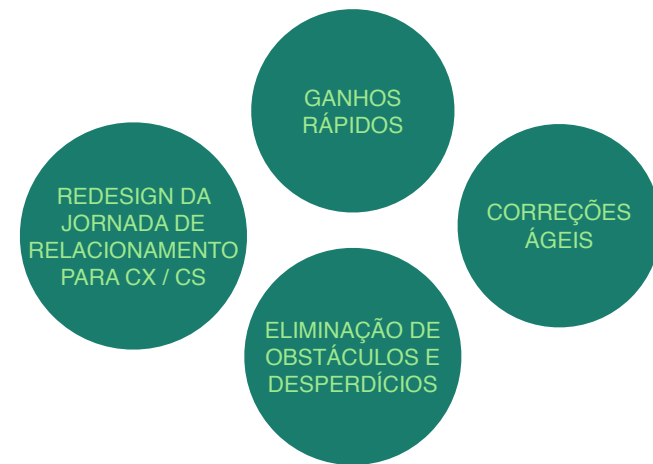 GANHOS
RÁPIDOS
REDESIGN DA
JORNADA DE
RELACIONAMENTO
PARA CX / CS
CORREÇÕES
ÁGEIS
ELIMINAÇÃO DE
OBSTÁCULOS E
DESPERDÍCIOS